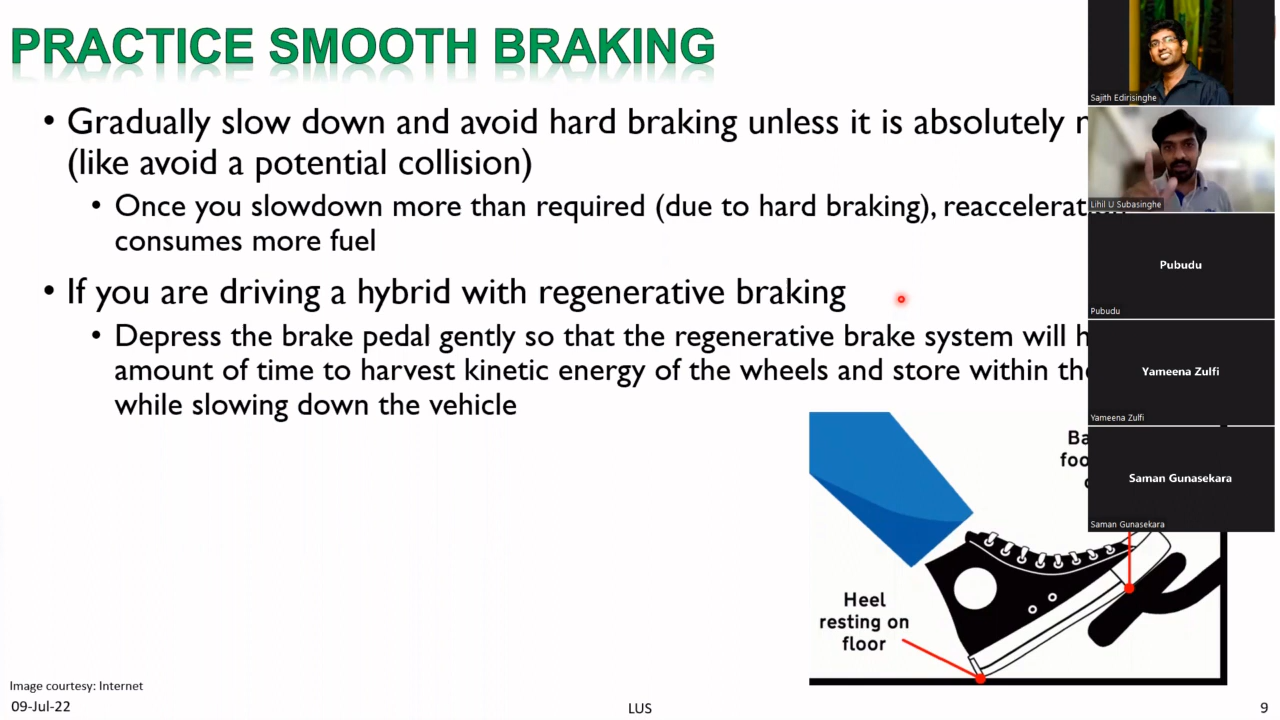 PRACTICE SMOOTH BRAKING
• Gradually slow down and avoid hard braking unless it is absolutely
(like avoid a potential collision)
• Once you slowdown more than required (due to hard braking), reacceleration
consumes more fuel
• If you are driving a hybrid with regenerative braking
• Depress the brake pedal gently so that the regenerative brake system will
amount of time to harvest kinetic energy of the wheels and store within
while slowing down the vehicle
Heel
resting on
floor
Image courtesy: Internet
09-Jul-22
LUS
9
Sajith Edirisinghe
Lihil U Subasinghe
Pubudu
Pubudu
Yameena Zulfi
Yameena Zulfi
Saman Gunasekara
Saman Gunasekara